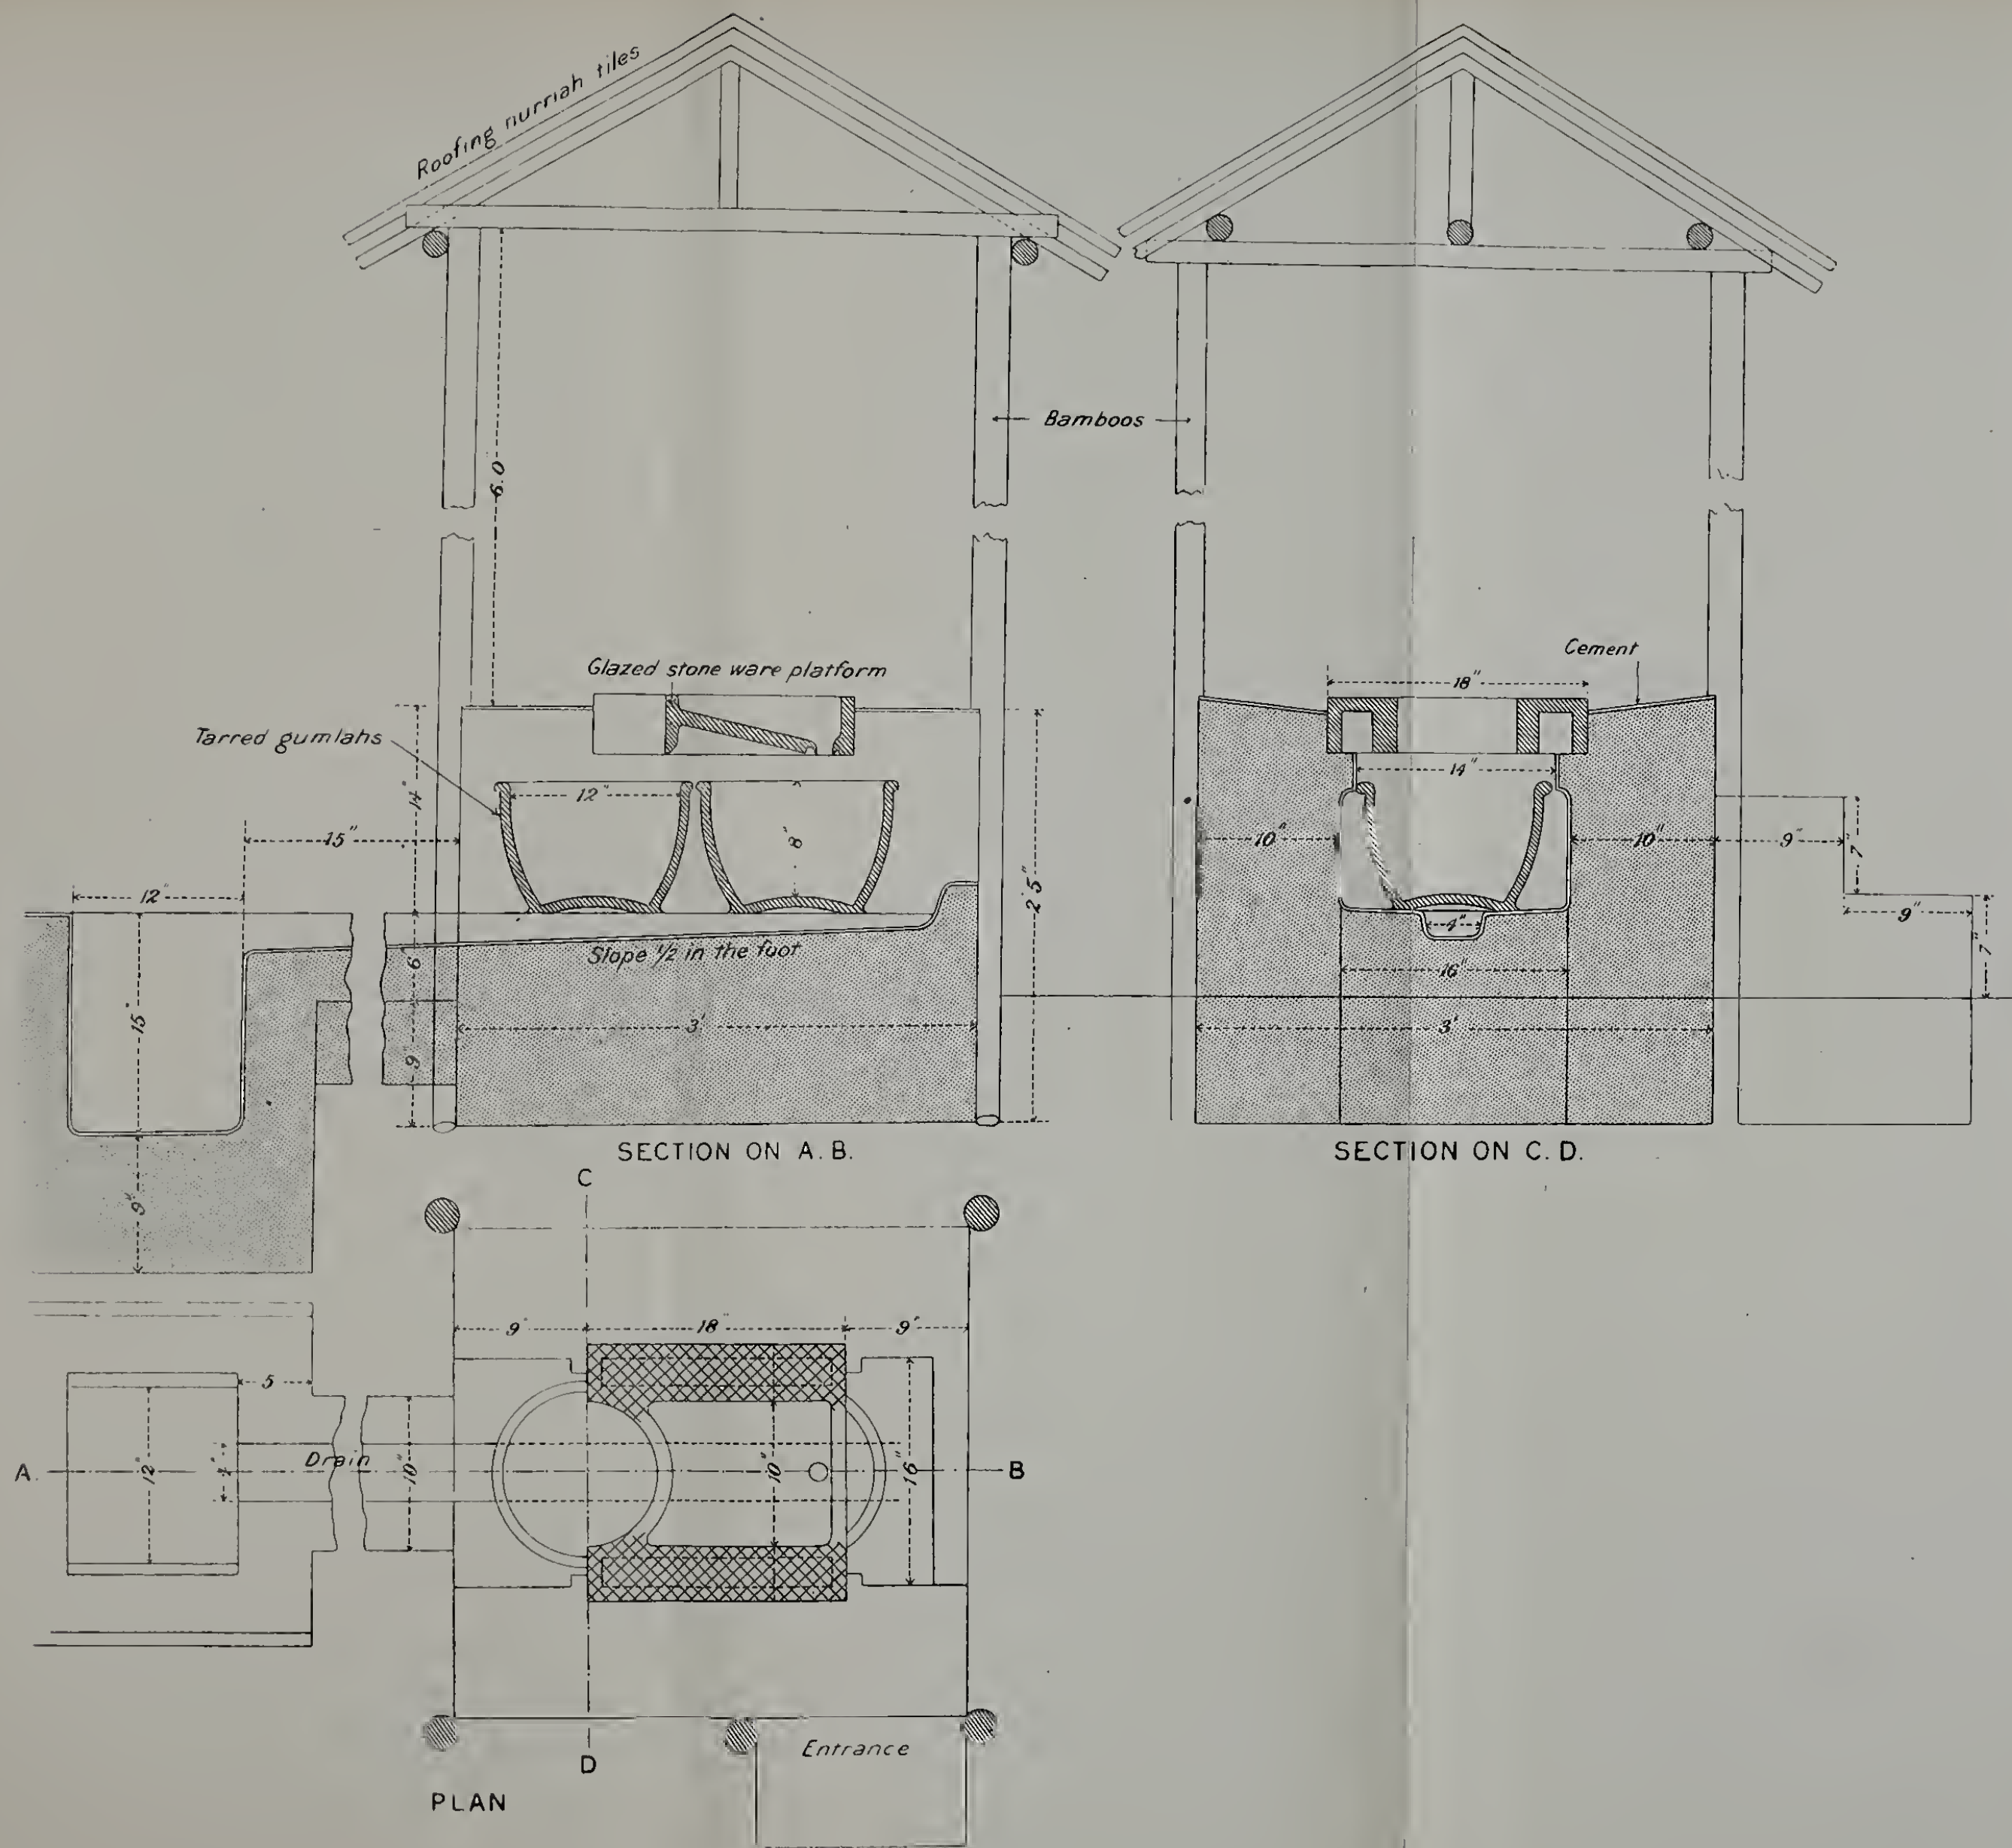 Roofing nurriah tiles
6.0
Bamboos
Glazed stone ware platform
Cement
18"
Tarred gumlahs
14"
12"
8"
14"
15"
10"
10"
9"
7"
12"
2'5"
4"
9"
7"
Slope 1/2 in the foot
6"
16"
15"
3'
3'
9"
SECTION ON A. B.
SECTION ON C. D.
C
9"
9"
18"
9"
5
A
12"
4"
Drain
10"
10"
16"
B
Entrance
D
PLAN